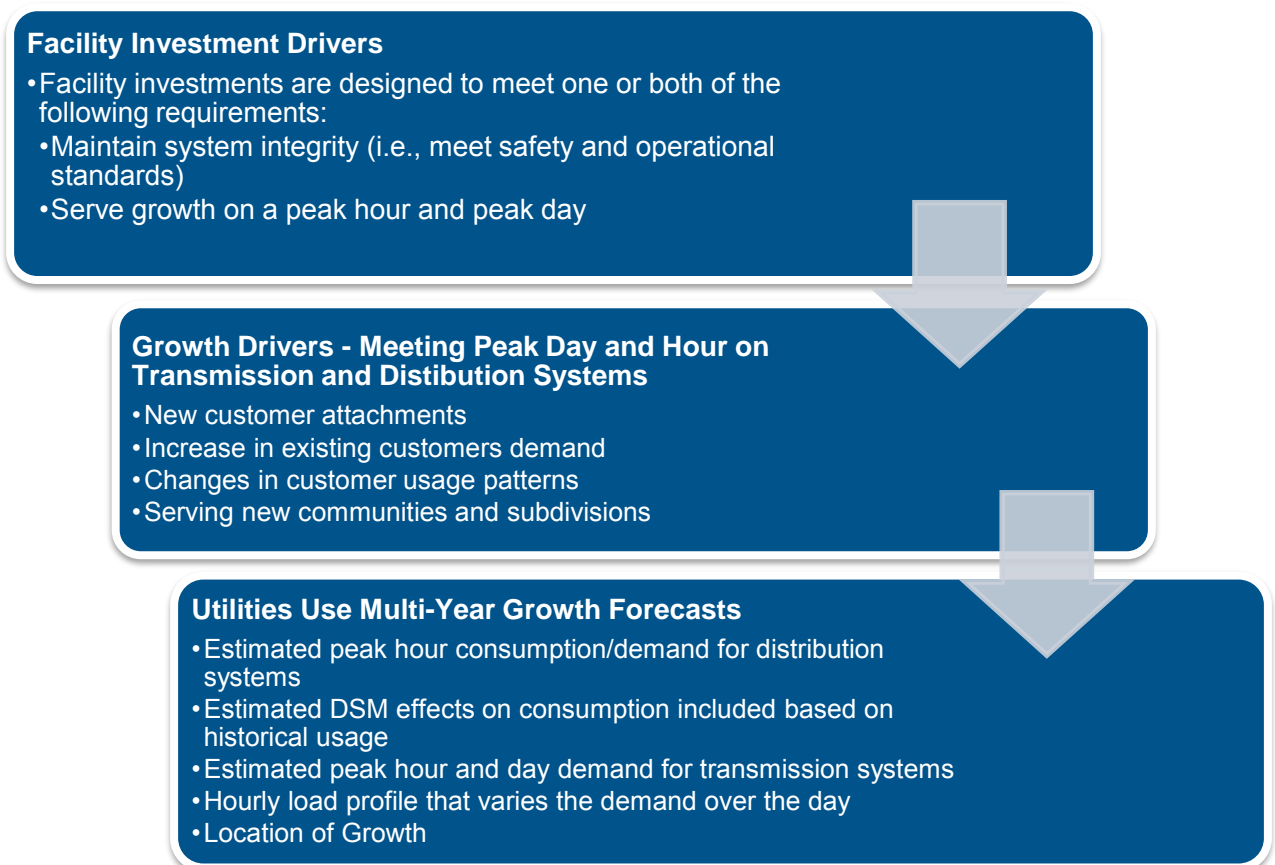 Facility Investment Drivers
•Facility investments are designed to meet one or both of the
following requirements:
•Maintain system integrity (i.e., meet safety and operational
standards)
•Serve growth on a peak hour and peak day
Growth Drivers - Meeting Peak Day and Hour on
Transmission and Distibution Systems
•New customer attachments
•Increase in existing customers demand
•Changes in customer usage patterns
•Serving new communities and subdivisions
Utilities Use Multi-Year Growth Forecasts
•Estimated peak hour consumption/demand for distribution
systems
•Estimated DSM effects on consumption included based on
historical usage
•Estimated peak hour and day demand for transmission systems
•Hourly load profile that varies the demand over the day
•Location of Growth